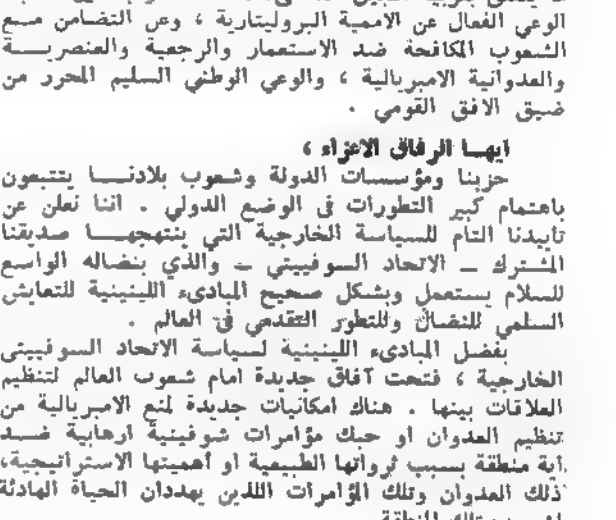 الوعي الفعال عن الاممية البروليتارية ، وعن التضامن مع
الشعوب المكافحة ضد الاستعمار والرجعية والعنصرية
والعدوانية الامبريالية ، والوعي الوطني السليم المحرر من
ضيق الافق القومي .
ايها الرفاق الاعزاء ،
حزبنا ومؤسسات الدولة وشعوب بلادنا يتتبعون
باهتمام كبير التطورات في الوضع الدولي . اننا نعلن عن
تأييدنا التام للسياسة الخارجية التي ينتهجها صديقنا
المشترك ــ الاتحاد السوفييتي ــ والذي بنضاله الواسع
للسلام يستعمل وبشكل صحيح المبادىء اللينينية للتعايش
السلمي للنضال وللتطور التقدمي في العالم .
بفضل المبادىء اللينينية لسياسة الاتحاد السوفييتي
الخارجية ، فتحت آفاق جديدة امام شعوب العالم لتنظيم
العلاقات بينها . هناك امكانيات جديدة لمنع الامبريالية من
تنظيم العدوان او حبك مؤامرات شوفينية ارهابية ضد
اية منطقة بسبب ثرواتها الطبيعية او اهميتها الاستراتيجية،
ذلك العدوان وتلك المؤامرات اللذين يهددان الحياة الهادئة